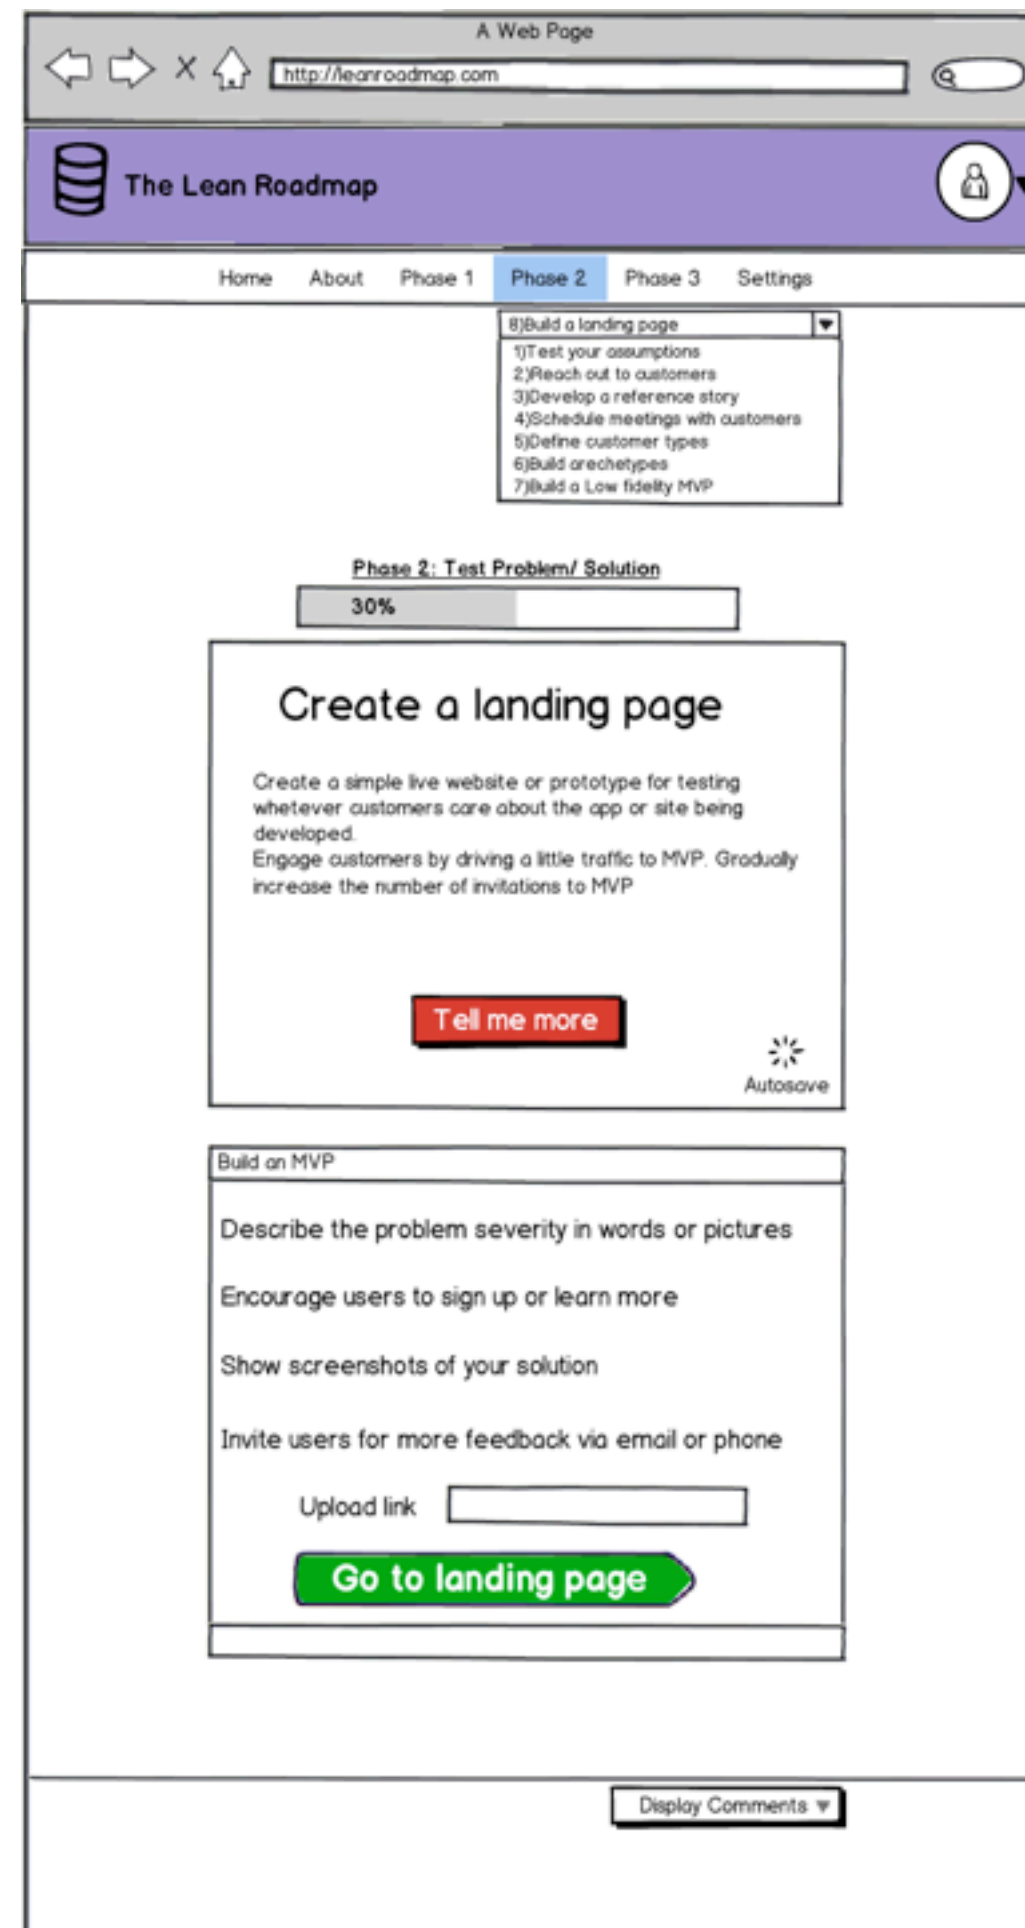 A Web Page
http://leanroadmap.com
The Lean Roadmap
Home About Phase 1 Phase 2 Phase 3 Settings
8)Build a landing page
1)Test your assumptions
2)Reach out to customers
3)Develop a reference story
4)Schedule meetings with customers
5)Define customer types
6)Build arechetypes
7)Build a Low fidelity MVP
Phase 2: Test Problem/ Solution
30%
Create a landing page
Create a simple live website or prototype for testing
whetever customers care about the app or site being
developed.
Engage customers by driving a little traffic to MVP. Gradually
increase the number of invitations to MVP
Tell me more
Autosave
Build an MVP
Describe the problem severity in words or pictures
Encourage users to sign up or learn more
Show screenshots of your solution
Invite users for more feedback via email or phone
Upload link
Go to landing page
Display Comments